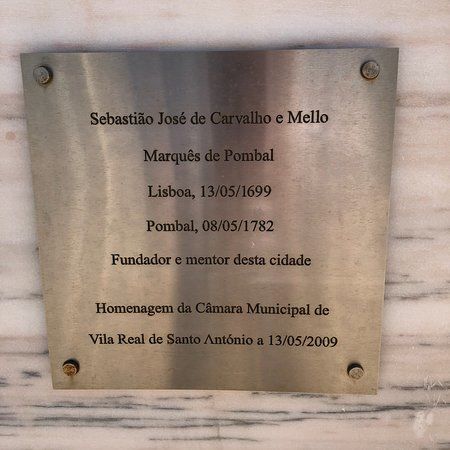 Sebastião José de Carvalho e Mello
Marquês de Pombal
Lisboa, 13/05/1699
Pombal, 08/05/1782
Fundador e mentor desta cidade
Homenagem da Câmara Municipal de
Vila Real de Santo António a 13/05/2009